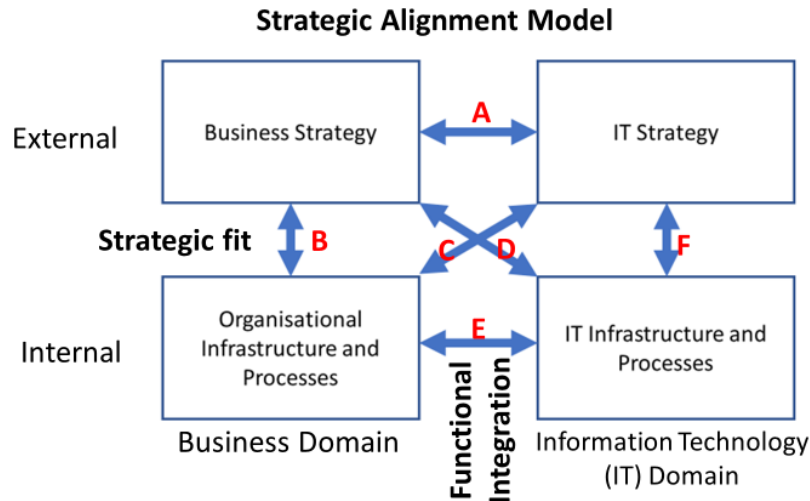 Strategic Alignment Model
External
Business Strategy
A
IT Strategy
Strategic fit
B
C
D
F
Internal
Organisational
Infrastructure and
Processes
E
IT Infrastructure and
Processes
Functional
Integration
Business Domain
Information Technology
(IT) Domain